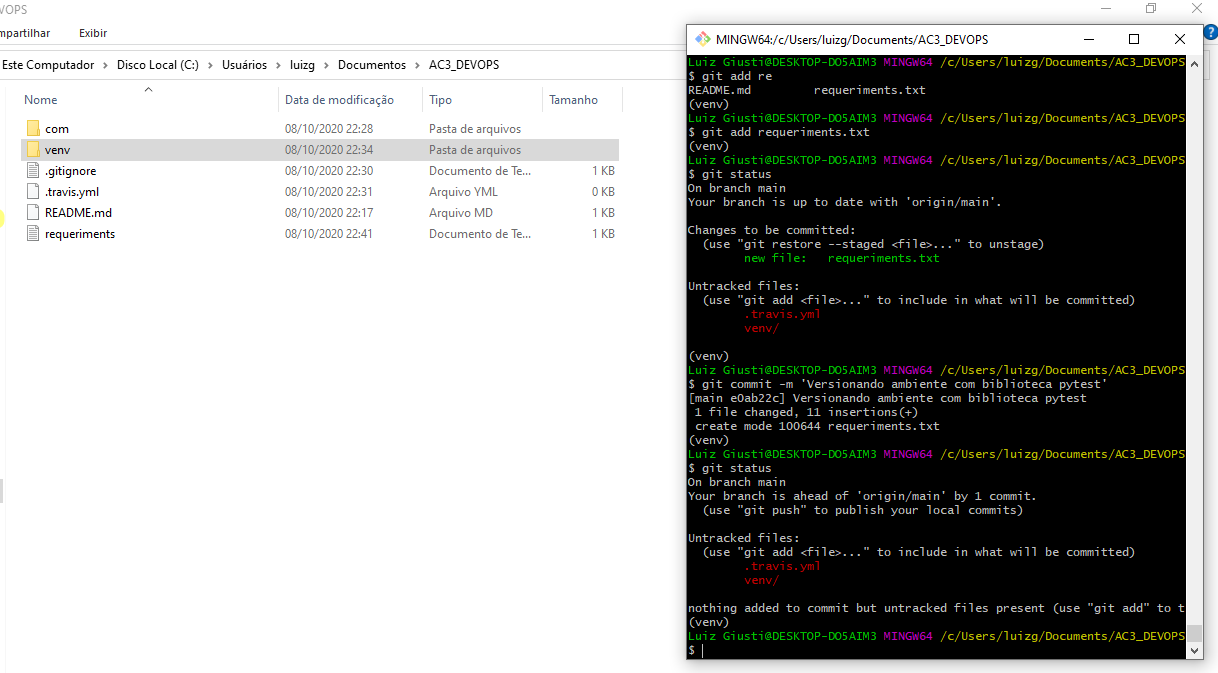 VOPS
mpartilhar Exibir
Este Computador › Disco Local (C:) › Usuários › luizg › Documentos › AC3_DEVOPS
Nome Data de modificação Tipo Tamanho
com 08/10/2020 22:28 Pasta de arquivos
venv 08/10/2020 22:34 Pasta de arquivos
.gitignore 08/10/2020 22:30 Documento de Te... 1 KB
.travis.yml 08/10/2020 22:31 Arquivo YML 0 KB
README.md 08/10/2020 22:17 Arquivo MD 1 KB
requeriments 08/10/2020 22:41 Documento de Te... 1 KB
MINGW64:/c/Users/luizg/Documents/AC3_DEVOPS
Luiz Giusti@DESKTOP-DO5AIM3 MINGW64 /c/Users/luizg/Documents/AC3_DEVOPS
$ git add re
README.md requeriments.txt
(venv)
Luiz Giusti@DESKTOP-DO5AIM3 MINGW64 /c/Users/luizg/Documents/AC3_DEVOPS
$ git add requeriments.txt
(venv)
Luiz Giusti@DESKTOP-DO5AIM3 MINGW64 /c/Users/luizg/Documents/AC3_DEVOPS
$ git status
On branch main
Your branch is up to date with 'origin/main'.
Changes to be committed:
(use "git restore --staged <file>..." to unstage)
new file: requeriments.txt
Untracked files:
(use "git add <file>..." to include in what will be committed)
.travis.yml
venv/
(venv)
Luiz Giusti@DESKTOP-DO5AIM3 MINGW64 /c/Users/luizg/Documents/AC3_DEVOPS
$ git commit -m 'Versionando ambiente com biblioteca pytest'
[main e0ab22c] Versionando ambiente com biblioteca pytest
1 file changed, 11 insertions(+)
create mode 100644 requeriments.txt
(venv)
Luiz Giusti@DESKTOP-DO5AIM3 MINGW64 /c/Users/luizg/Documents/AC3_DEVOPS
$ git status
On branch main
Your branch is ahead of 'origin/main' by 1 commit.
(use "git push" to publish your local commits)
Untracked files:
(use "git add <file>..." to include in what will be committed)
.travis.yml
venv/
nothing added to commit but untracked files present (use "git add" to t
(venv)
Luiz Giusti@DESKTOP-DO5AIM3 MINGW64 /c/Users/luizg/Documents/AC3_DEVOPS
$